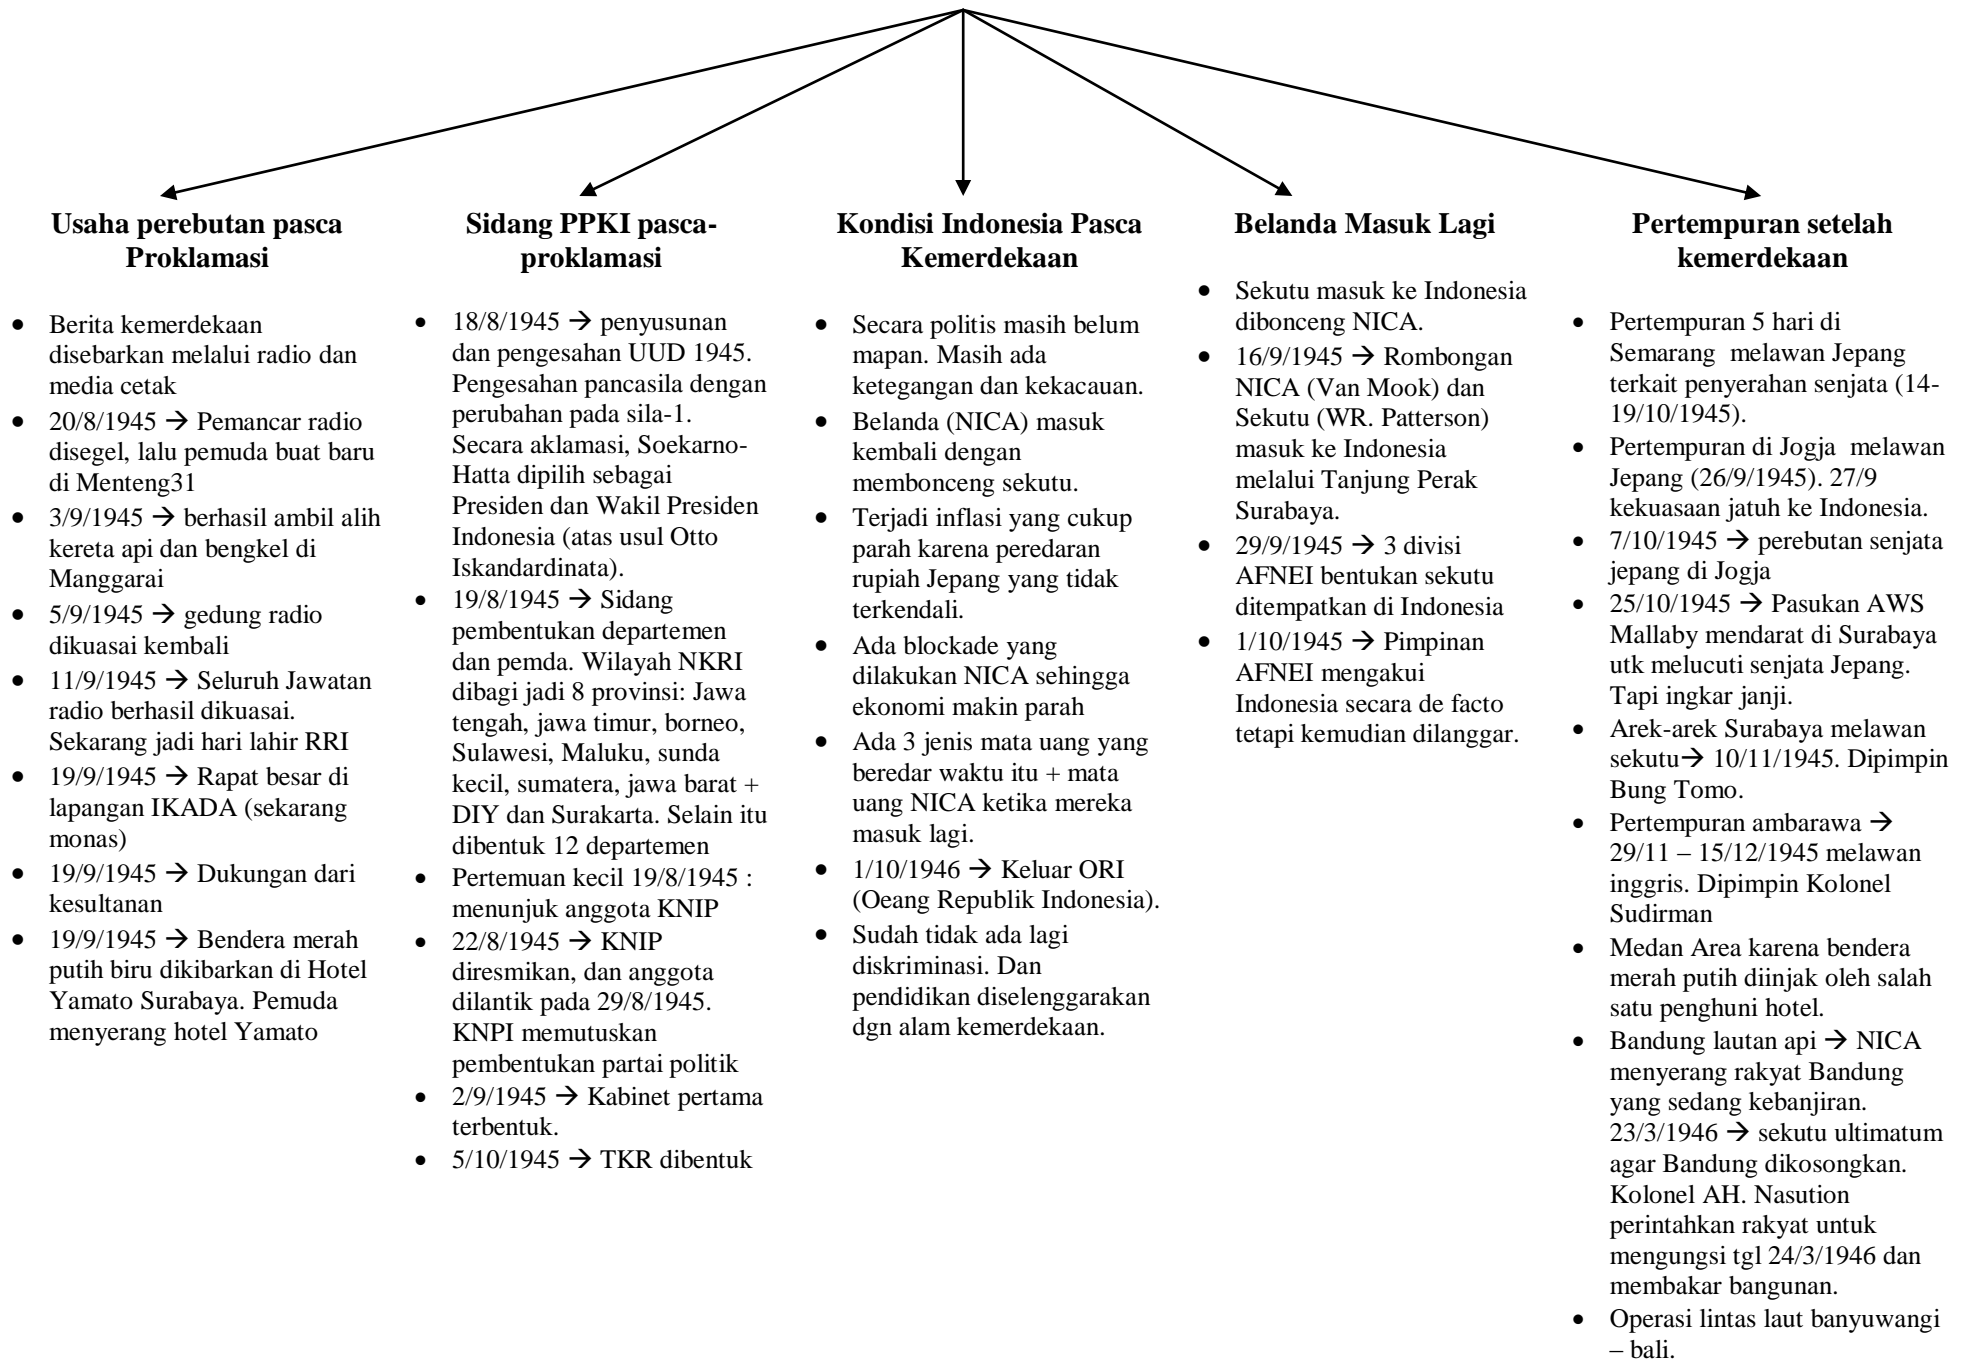 Usaha perebutan pasca
Proklamasi
• Berita kemerdekaan
disebarkan melalui radio dan
media cetak
• 20/8/1945 → Pemancar radio
disegel, lalu pemuda buat baru
di Menteng31
• 3/9/1945 → berhasil ambil alih
kereta api dan bengkel di
Manggarai
• 5/9/1945 → gedung radio
dikuasai kembali
• 11/9/1945 → Seluruh Jawatan
radio berhasil dikuasai.
Sekarang jadi hari lahir RRI
• 19/9/1945 → Rapat besar di
lapangan IKADA (sekarang
monas)
• 19/9/1945 → Dukungan dari
kesultanan
• 19/9/1945 → Bendera merah
putih biru dikibarkan di Hotel
Yamato Surabaya. Pemuda
menyerang hotel Yamato
Sidang PPKI pasca-
proklamasi
• 18/8/1945 → penyusunan
dan pengesahan UUD 1945.
Pengesahan pancasila dengan
perubahan pada sila-1.
Secara aklamasi, Soekarno-
Hatta dipilih sebagai
Presiden dan Wakil Presiden
Indonesia (atas usul Otto
Iskandardinata).
• 19/8/1945 → Sidang
pembentukan departemen
dan pemda. Wilayah NKRI
dibagi jadi 8 provinsi: Jawa
tengah, jawa timur, borneo,
Sulawesi, Maluku, sunda
kecil, sumatera, jawa barat +
DIY dan Surakarta. Selain itu
dibentuk 12 departemen
• Pertemuan kecil 19/8/1945 :
menunjuk anggota KNIP
• 22/8/1945 → KNIP
diresmikan, dan anggota
dilantik pada 29/8/1945.
KNPI memutuskan
pembentukan partai politik
• 2/9/1945 → Kabinet pertama
terbentuk.
• 5/10/1945 → TKR dibentuk
Kondisi Indonesia Pasca
Kemerdekaan
• Secara politis masih belum
mapan. Masih ada
ketegangan dan kekacauan.
• Belanda (NICA) masuk
kembali dengan
membonceng sekutu.
• Terjadi inflasi yang cukup
parah karena peredaran
rupiah Jepang yang tidak
terkendali.
• Ada blockade yang
dilakukan NICA sehingga
ekonomi makin parah
• Ada 3 jenis mata uang yang
beredar waktu itu + mata
uang NICA ketika mereka
masuk lagi.
• 1/10/1946 → Keluar ORI
(Oeang Republik Indonesia).
• Sudah tidak ada lagi
diskriminasi. Dan
pendidikan diselenggarakan
dgn alam kemerdekaan.
Belanda Masuk Lagi
• Sekutu masuk ke Indonesia
dibonceng NICA.
• 16/9/1945 → Rombongan
NICA (Van Mook) dan
Sekutu (WR. Patterson)
masuk ke Indonesia
melalui Tanjung Perak
Surabaya.
• 29/9/1945 → 3 divisi
AFNEI bentukan sekutu
ditempatkan di Indonesia
• 1/10/1945 → Pimpinan
AFNEI mengakui
Indonesia secara de facto
tetapi kemudian dilanggar.
Pertempuran setelah
kemerdekaan
• Pertempuran 5 hari di
Semarang melawan Jepang
terkait penyerahan senjata (14-
19/10/1945).
• Pertempuran di Jogja melawan
Jepang (26/9/1945). 27/9
kekuasaan jatuh ke Indonesia.
• 7/10/1945 → perebutan senjata
jepang di Jogja
• 25/10/1945 → Pasukan AWS
Mallaby mendarat di Surabaya
utk melucuti senjata Jepang.
Tapi ingkar janji.
• Arek-arek Surabaya melawan
sekutu→ 10/11/1945. Dipimpin
Bung Tomo.
• Pertempuran ambarawa →
29/11 – 15/12/1945 melawan
inggris. Dipimpin Kolonel
Sudirman
• Medan Area karena bendera
merah putih diinjak oleh salah
satu penghuni hotel.
• Bandung lautan api → NICA
menyerang rakyat Bandung
yang sedang kebanjiran.
23/3/1946 → sekutu ultimatum
agar Bandung dikosongkan.
Kolonel AH. Nasution
perintahkan rakyat untuk
mengungsi tgl 24/3/1946 dan
membakar bangunan.
• Operasi lintas laut banyuwangi
– bali.